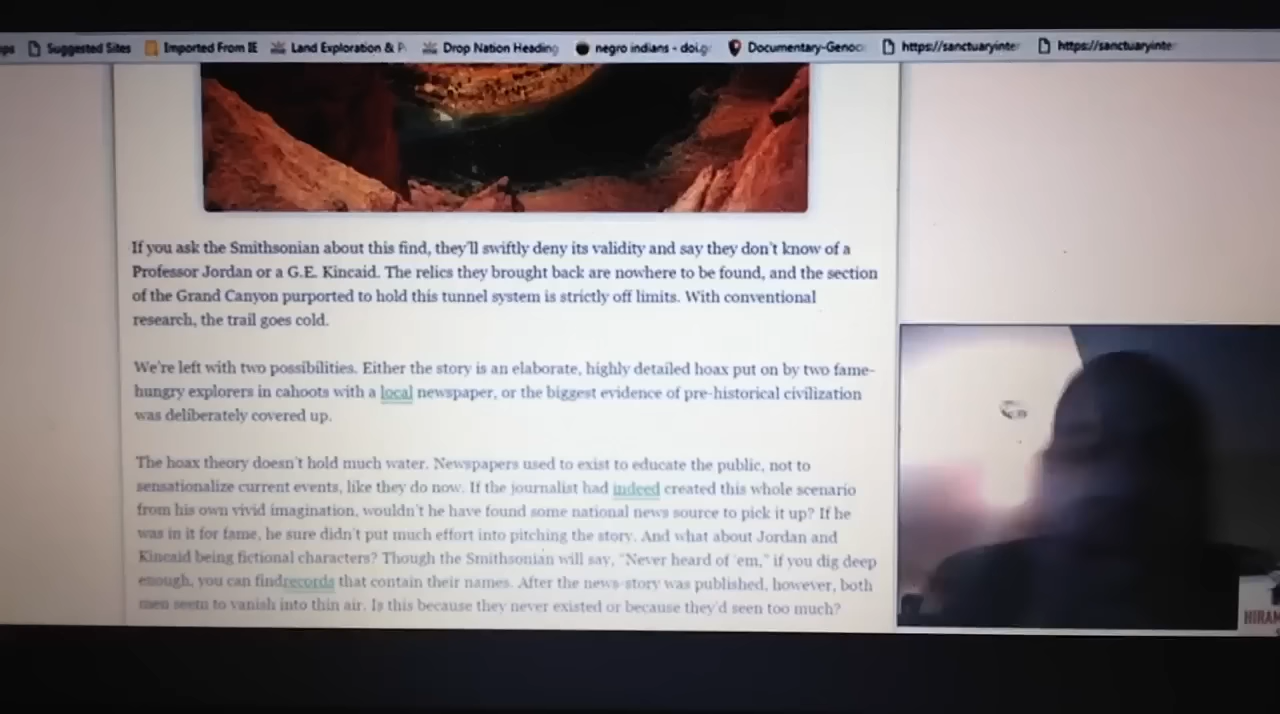 ps Suggested Sites Imported From IE Land Exploration & P Drop Nation Heading negro indians - doi.g Documentary-Genoc https://sanctuaryinte https://sanctuaryinte
If you ask the Smithsonian about this find, they'll swiftly deny its validity and say they don't know of a
Professor Jordan or a G.E. Kincaid. The relics they brought back are nowhere to be found, and the section
of the Grand Canyon purported to hold this tunnel system is strictly off limits. With conventional
research, the trail goes cold.
We're left with two possibilities. Either the story is an elaborate, highly detailed hoax put on by two fame-
hungry explorers in cahoots with a local newspaper, or the biggest evidence of pre-historical civilization
was deliberately covered up.
The hoax theory doesn't hold much water. Newspapers used to exist to educate the public, not to
sensationalize current events, like they do now. If the journalist had indeed created this whole scenario
from his own vivid imagination, wouldn't he have found some national news source to pick it up? If he
was in it for fame, he sure didn't put much effort into pitching the story. And what about Jordan and
Kincaid being fictional characters? Though the Smithsonian will say, "Never heard of 'em," if you dig deep
enough, you can findrecords that contain their names. After the news-story was published, however, both
men seem to vanish into thin air. Is this because they never existed or because they'd seen too much?
HIRAM